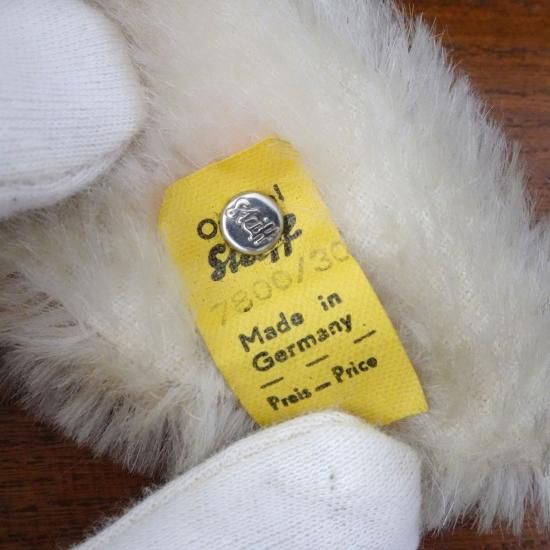 Steiff
Steiff
7800/30
Made in
Germany
Preis — Price